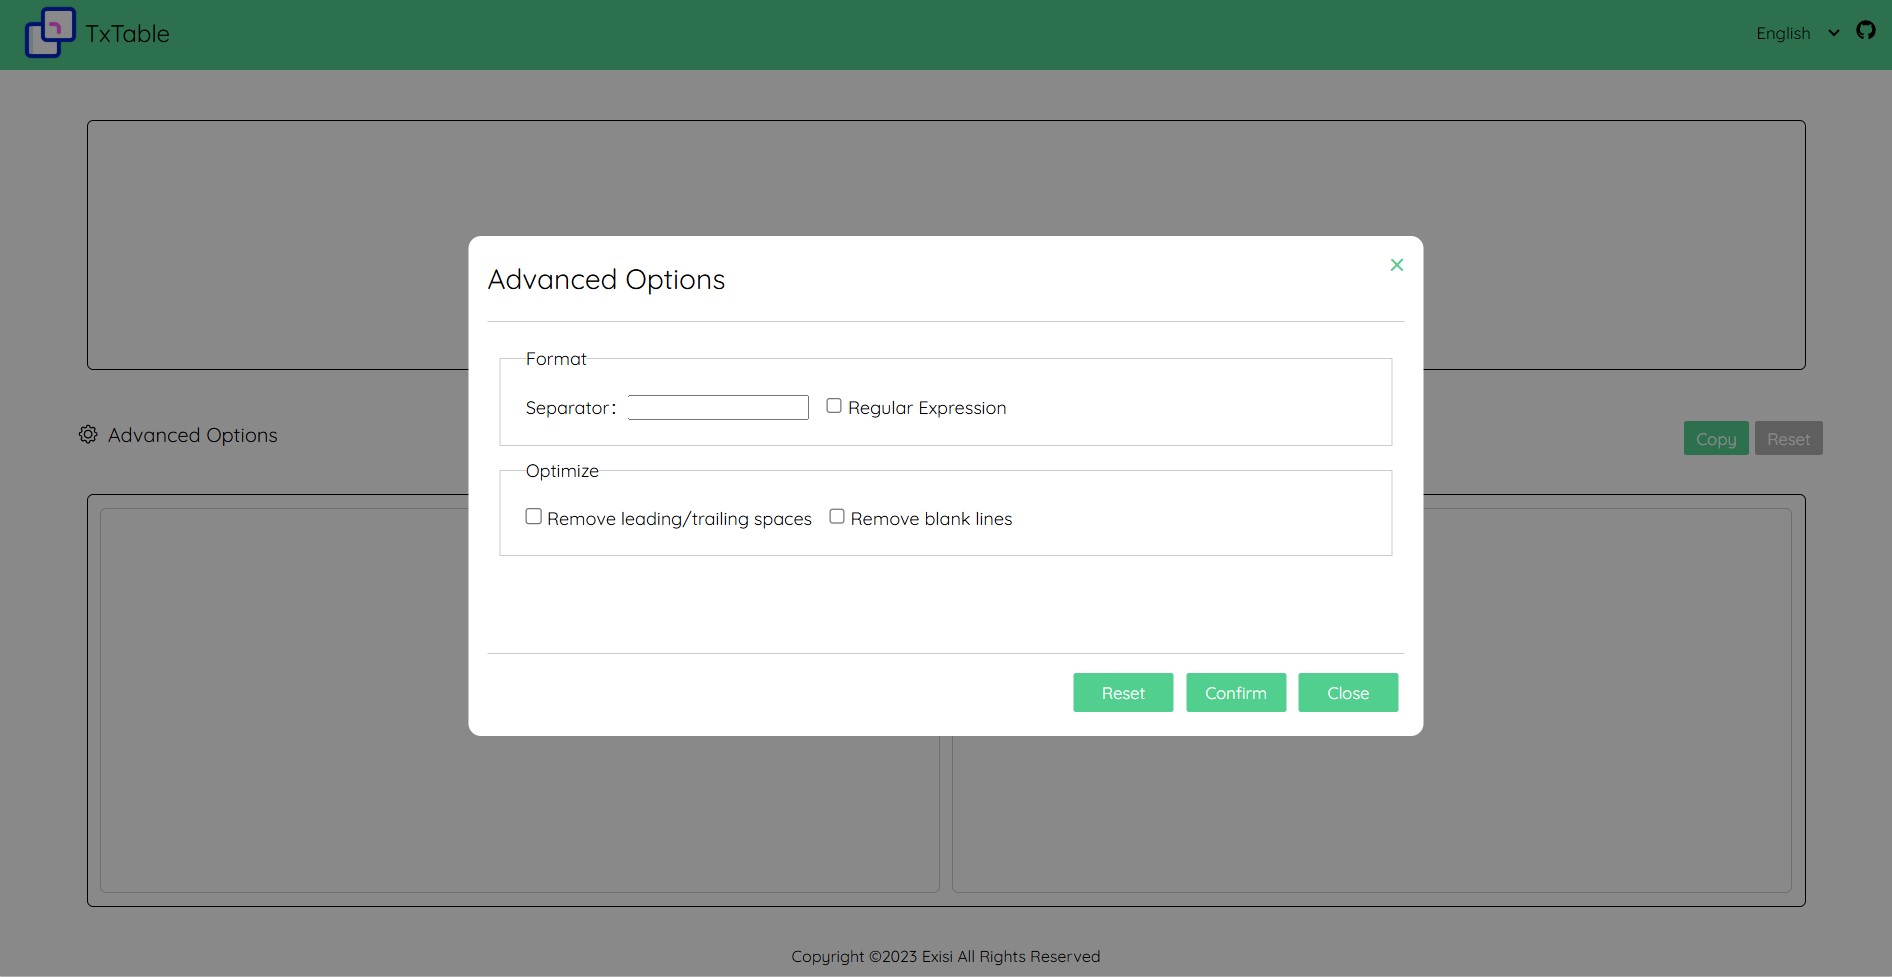 TxTable
English
Advanced Options
Format
Separator: Regular Expression
Advanced Options
Copy Reset
Optimize
Remove leading/trailing spaces Remove blank lines
Reset Confirm Close
Copyright ©2023 Exisi All Rights Reserved